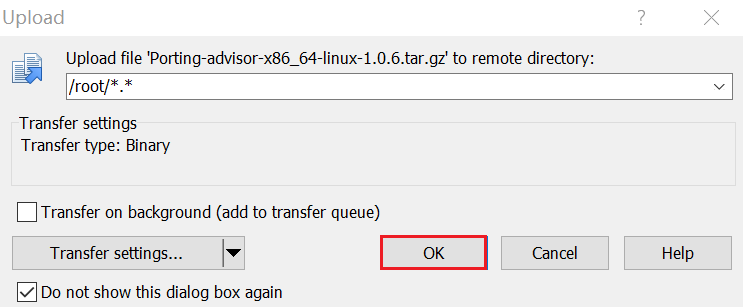 Upload
?
Upload file 'Porting-advisor-x86_64-linux-1.0.6.tar.gz' to remote directory:
/root/*.*
Transfer settings
Transfer type: Binary
Transfer on background (add to transfer queue)
Transfer settings... OK Cancel Help
Do not show this dialog box again